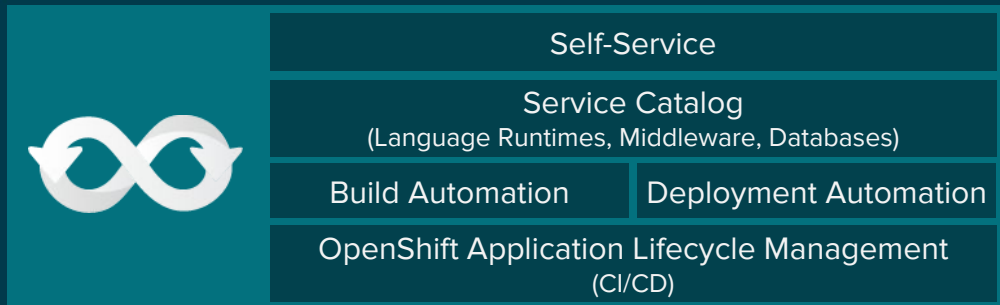 Self-Service
Service Catalog
(Language Runtimes, Middleware, Databases)
Build Automation
Deployment Automation
OpenShift Application Lifecycle Management
(CI/CD)